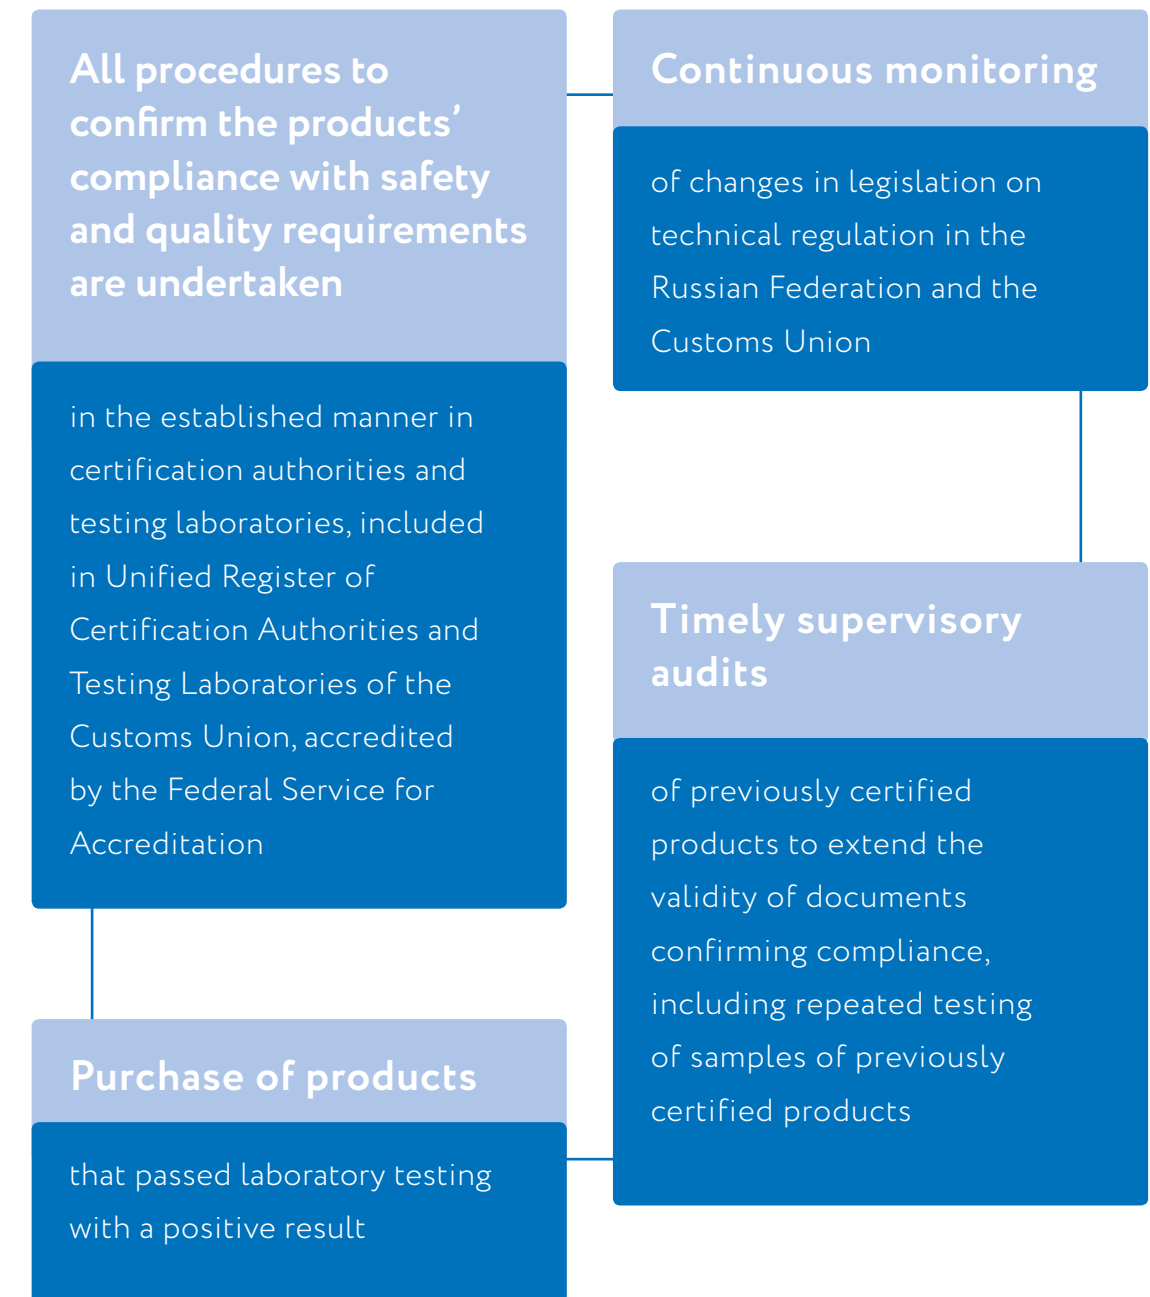 All procedures to
confirm the products’
compliance with safety
and quality requirements
are undertaken
in the established manner in
certification authorities and
testing laboratories, included
in Unified Register of
Certification Authorities and
Testing Laboratories of the
Customs Union, accredited
by the Federal Service for
Accreditation
Continuous monitoring
of changes in legislation on
technical regulation in the
Russian Federation and the
Customs Union
Timely supervisory
audits
of previously certified
products to extend the
validity of documents
confirming compliance,
including repeated testing
of samples of previously
certified products
Purchase of products
that passed laboratory testing
with a positive result